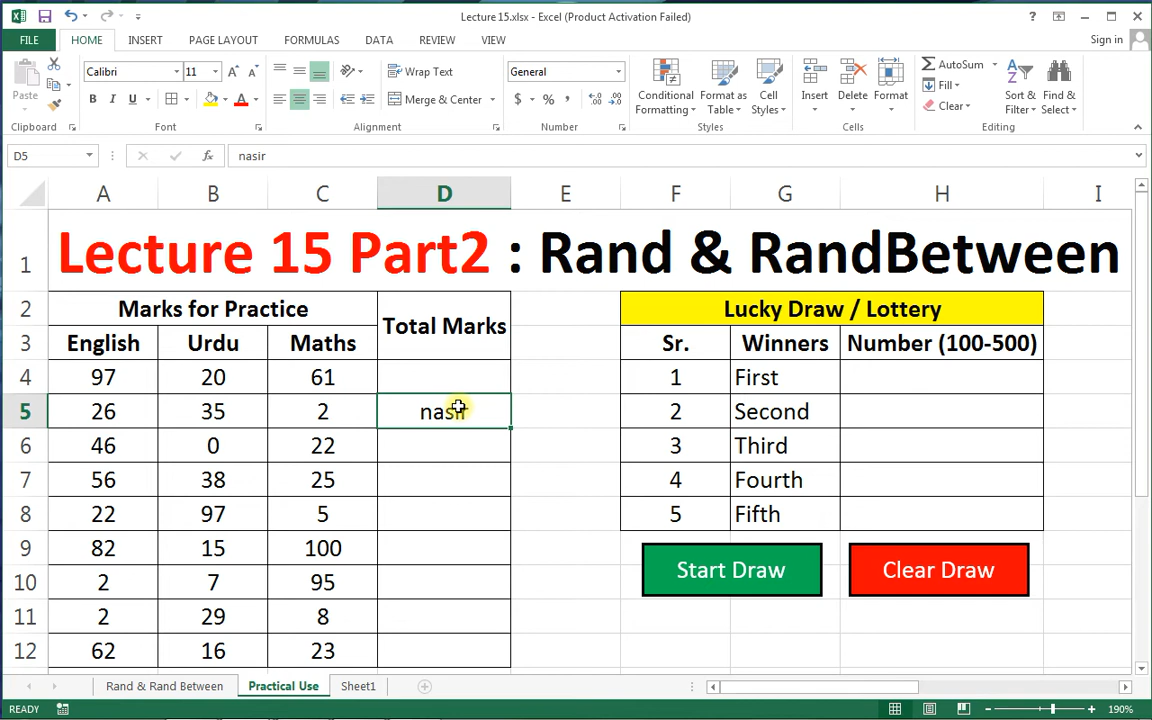 Lecture 15.xlsx - Excel (Product Activation Failed)
FILE HOME INSERT PAGE LAYOUT FORMULAS DATA REVIEW VIEW Sign in
Paste Calibri 11 Wrap Text General AutoSum
B I U Merge & Center $ % Conditional Formatting Format as Table Cell Styles Insert Delete Format Fill Clear Sort & Filter Find & Select
Clipboard Font Alignment Number Styles Cells Editing
D5 fx nasir
A B C D E F G H I
1 Lecture 15 Part2 : Rand & RandBetween
2 Marks for Practice Total Marks Lucky Draw / Lottery
3 English Urdu Maths Sr. Winners Number (100-500)
4 97 20 61 1 First
5 26 35 2 nasir 2 Second
6 46 0 22 3 Third
7 56 38 25 4 Fourth
8 22 97 5 5 Fifth
9 82 15 100 Start Draw Clear Draw
10 2 7 95
11 2 29 8
12 62 16 23
Rand & Rand Between Practical Use Sheet1
READY 190%